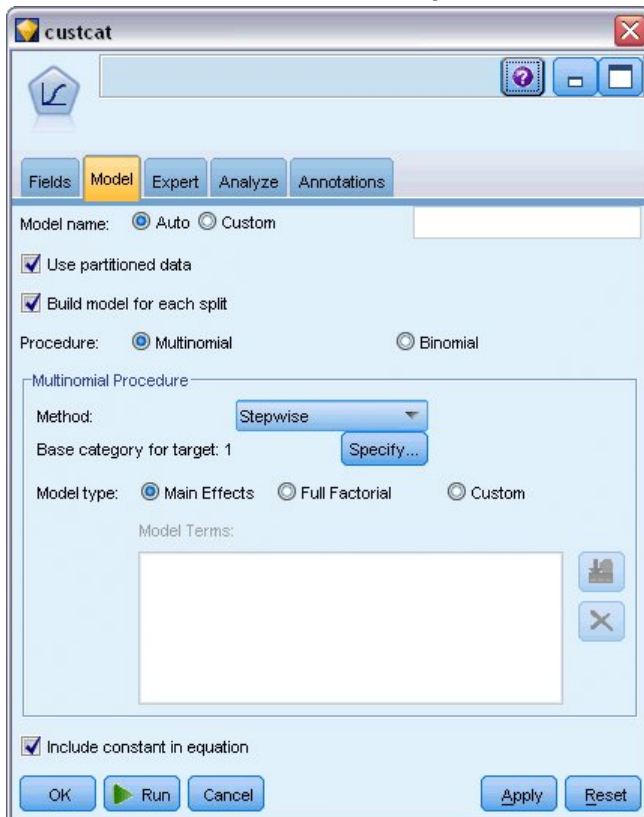 custcat
Fields Model Expert Analyze Annotations
Model name: Auto Custom
Use partitioned data
Build model for each split
Procedure: Multinomial Binomial
Multinomial Procedure
Method: Stepwise
Base category for target: 1 Specify...
Model type: Main Effects Full Factorial Custom
Model Terms:
Include constant in equation
OK Run Cancel Apply Reset